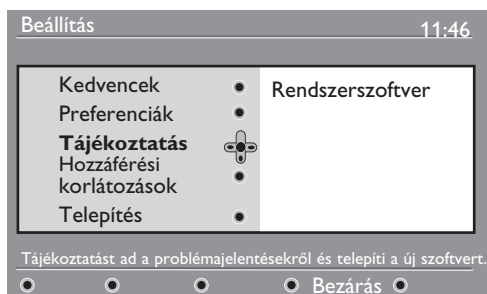 Beállítás 11:46
Kedvencek
Preferenciák
Tájékoztatás
Hozzáférési
korlátozások
Telepítés
Rendszerszoftver
Tájékoztatást ad a problémajelentésekről és telepíti a új szoftvert.
Bezárás